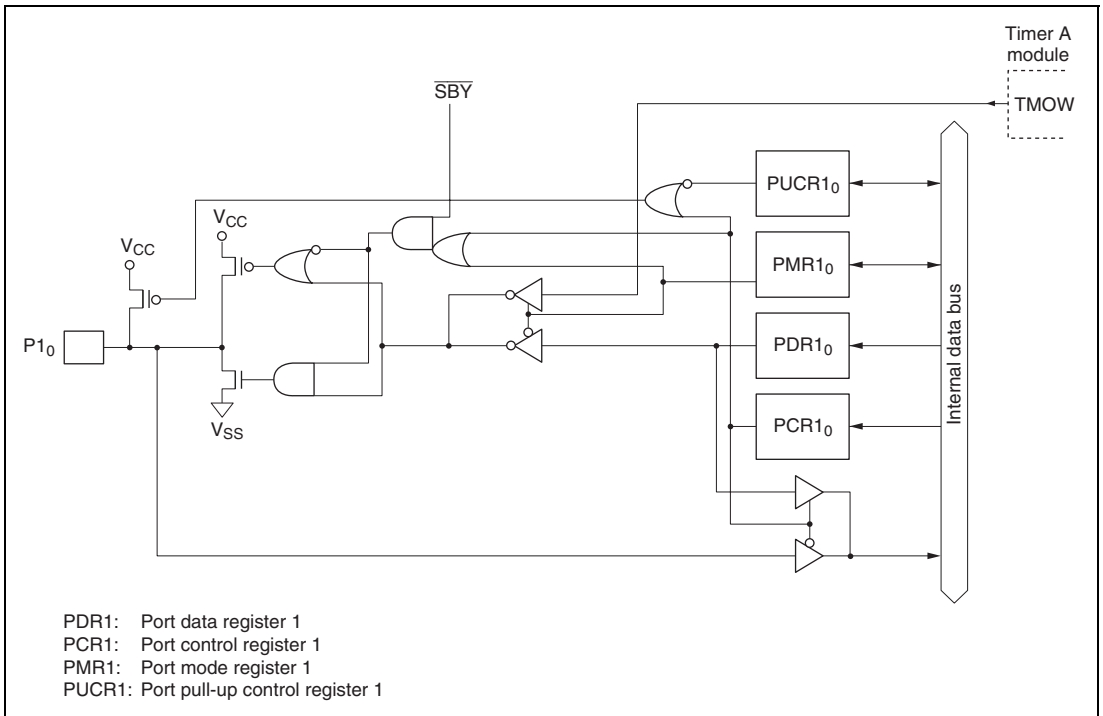 Timer A
module
TMOW
SBY
PUCR1₀
VCC
VCC
PMR1₀
P1₀
PDR1₀
VSS
PCR1₀
Internal data bus
PDR1: Port data register 1
PCR1: Port control register 1
PMR1: Port mode register 1
PUCR1: Port pull-up control register 1